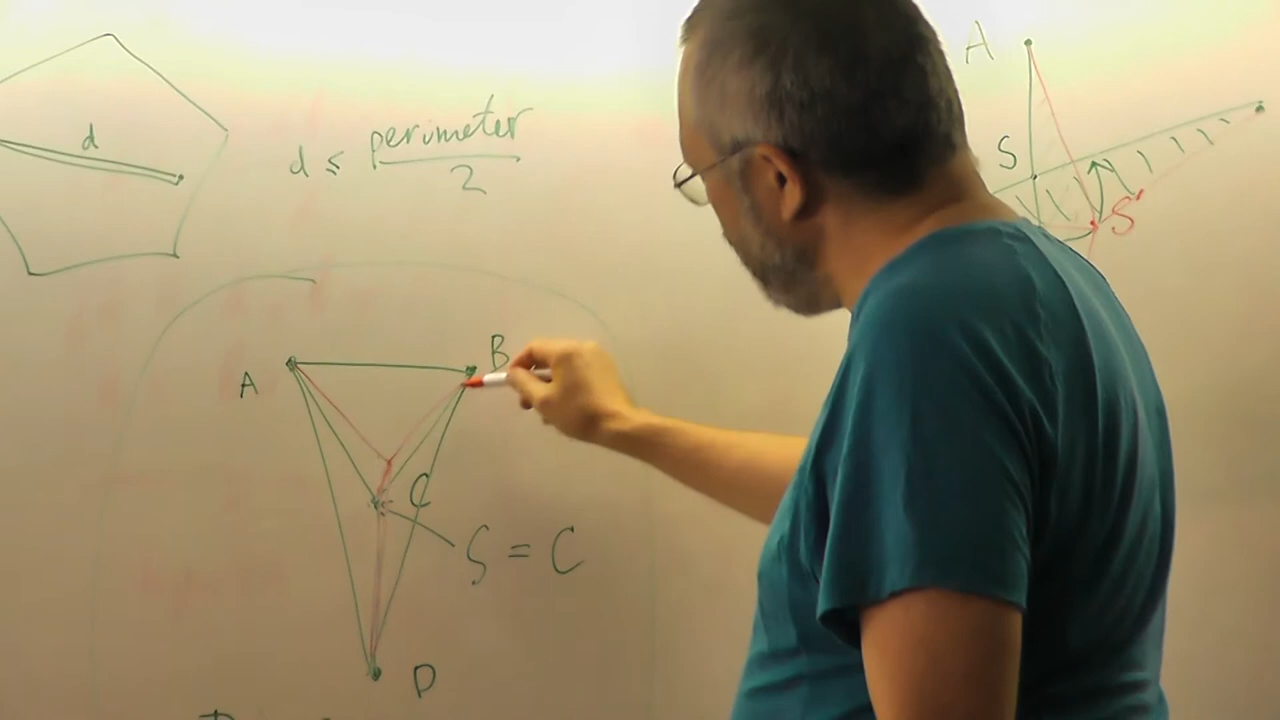 d
d ≤ perimeter / 2
A
S
S'
A
B
C
S = C
D